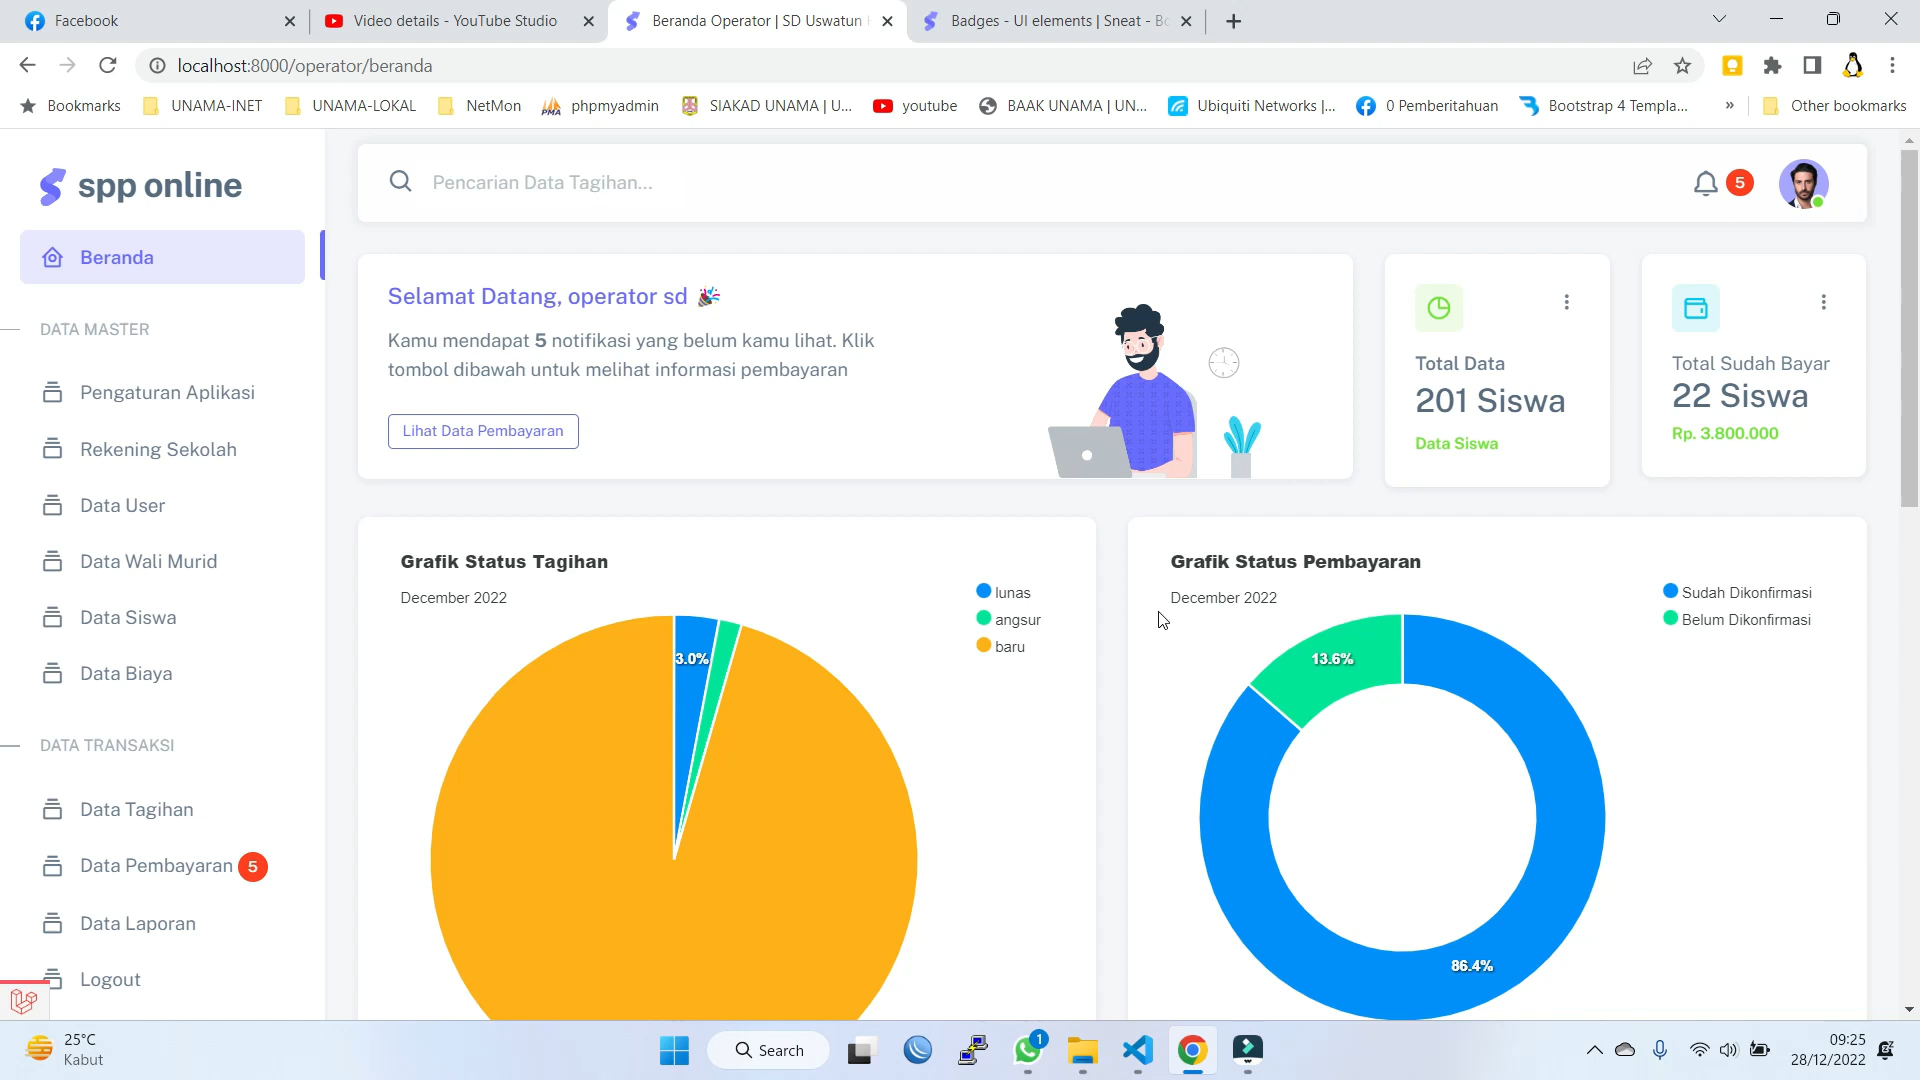 Facebook
Video details - YouTube Studio
Beranda Operator | SD Uswatun
Badges - UI elements | Sneat - Bo
localhost:8000/operator/beranda
Bookmarks
UNAMA-INET
UNAMA-LOKAL
NetMon
phpmyadmin
SIAKAD UNAMA | U...
youtube
BAAK UNAMA | UN...
Ubiquiti Networks |...
0 Pemberitahuan
Bootstrap 4 Templa...
»
Other bookmarks
spp online
Pencarian Data Tagihan...
5
Beranda
DATA MASTER
Pengaturan Aplikasi
Rekening Sekolah
Data User
Data Wali Murid
Data Siswa
Data Biaya
DATA TRANSAKSI
Data Tagihan
Data Pembayaran 5
Data Laporan
Logout
Selamat Datang, operator sd 🎉
Kamu mendapat 5 notifikasi yang belum kamu lihat. Klik
tombol dibawah untuk melihat informasi pembayaran
Lihat Data Pembayaran
Total Data
201 Siswa
Data Siswa
Total Sudah Bayar
22 Siswa
Rp. 3.800.000
Grafik Status Tagihan
December 2022
lunas
angsur
baru
3.0%
Grafik Status Pembayaran
December 2022
Sudah Dikonfirmasi
Belum Dikonfirmasi
13.6%
86.4%
25°C
Kabut
Search
1
09:25
28/12/2022